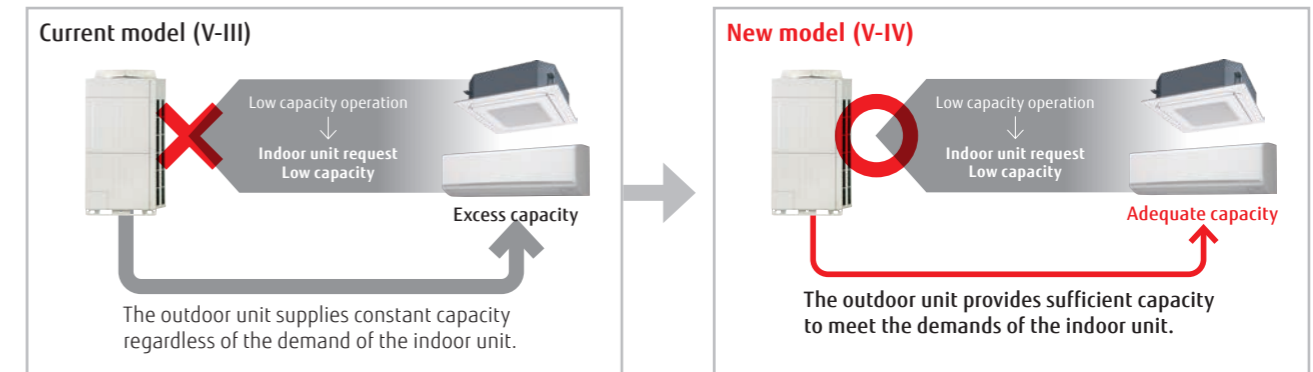 Current model (V-III)
Low capacity operation
↓
Indoor unit request
Low capacity
Excess capacity
The outdoor unit supplies constant capacity
regardless of the demand of the indoor unit.
New model (V-IV)
Low capacity operation
↓
Indoor unit request
Low capacity
Adequate capacity
The outdoor unit provides sufficient capacity
to meet the demands of the indoor unit.